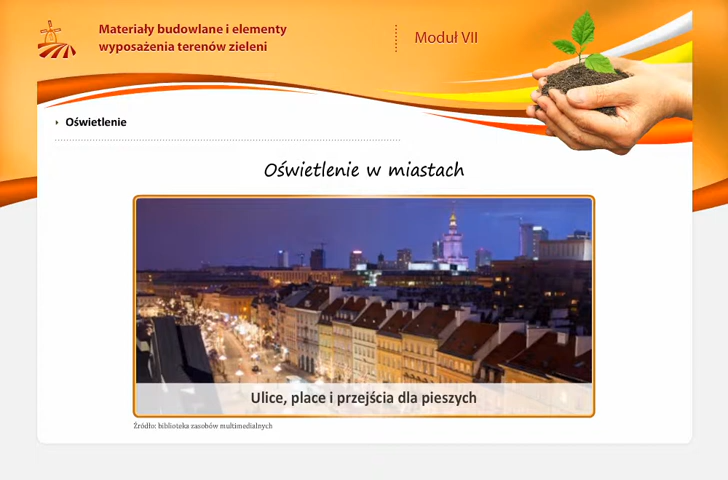 Materiały budowlane i elementy
wyposażenia terenów zieleni
Moduł VII
Oświetlenie
Oświetlenie w miastach
Ulice, place i przejścia dla pieszych
Źródło: biblioteka zasobów multimedialnych